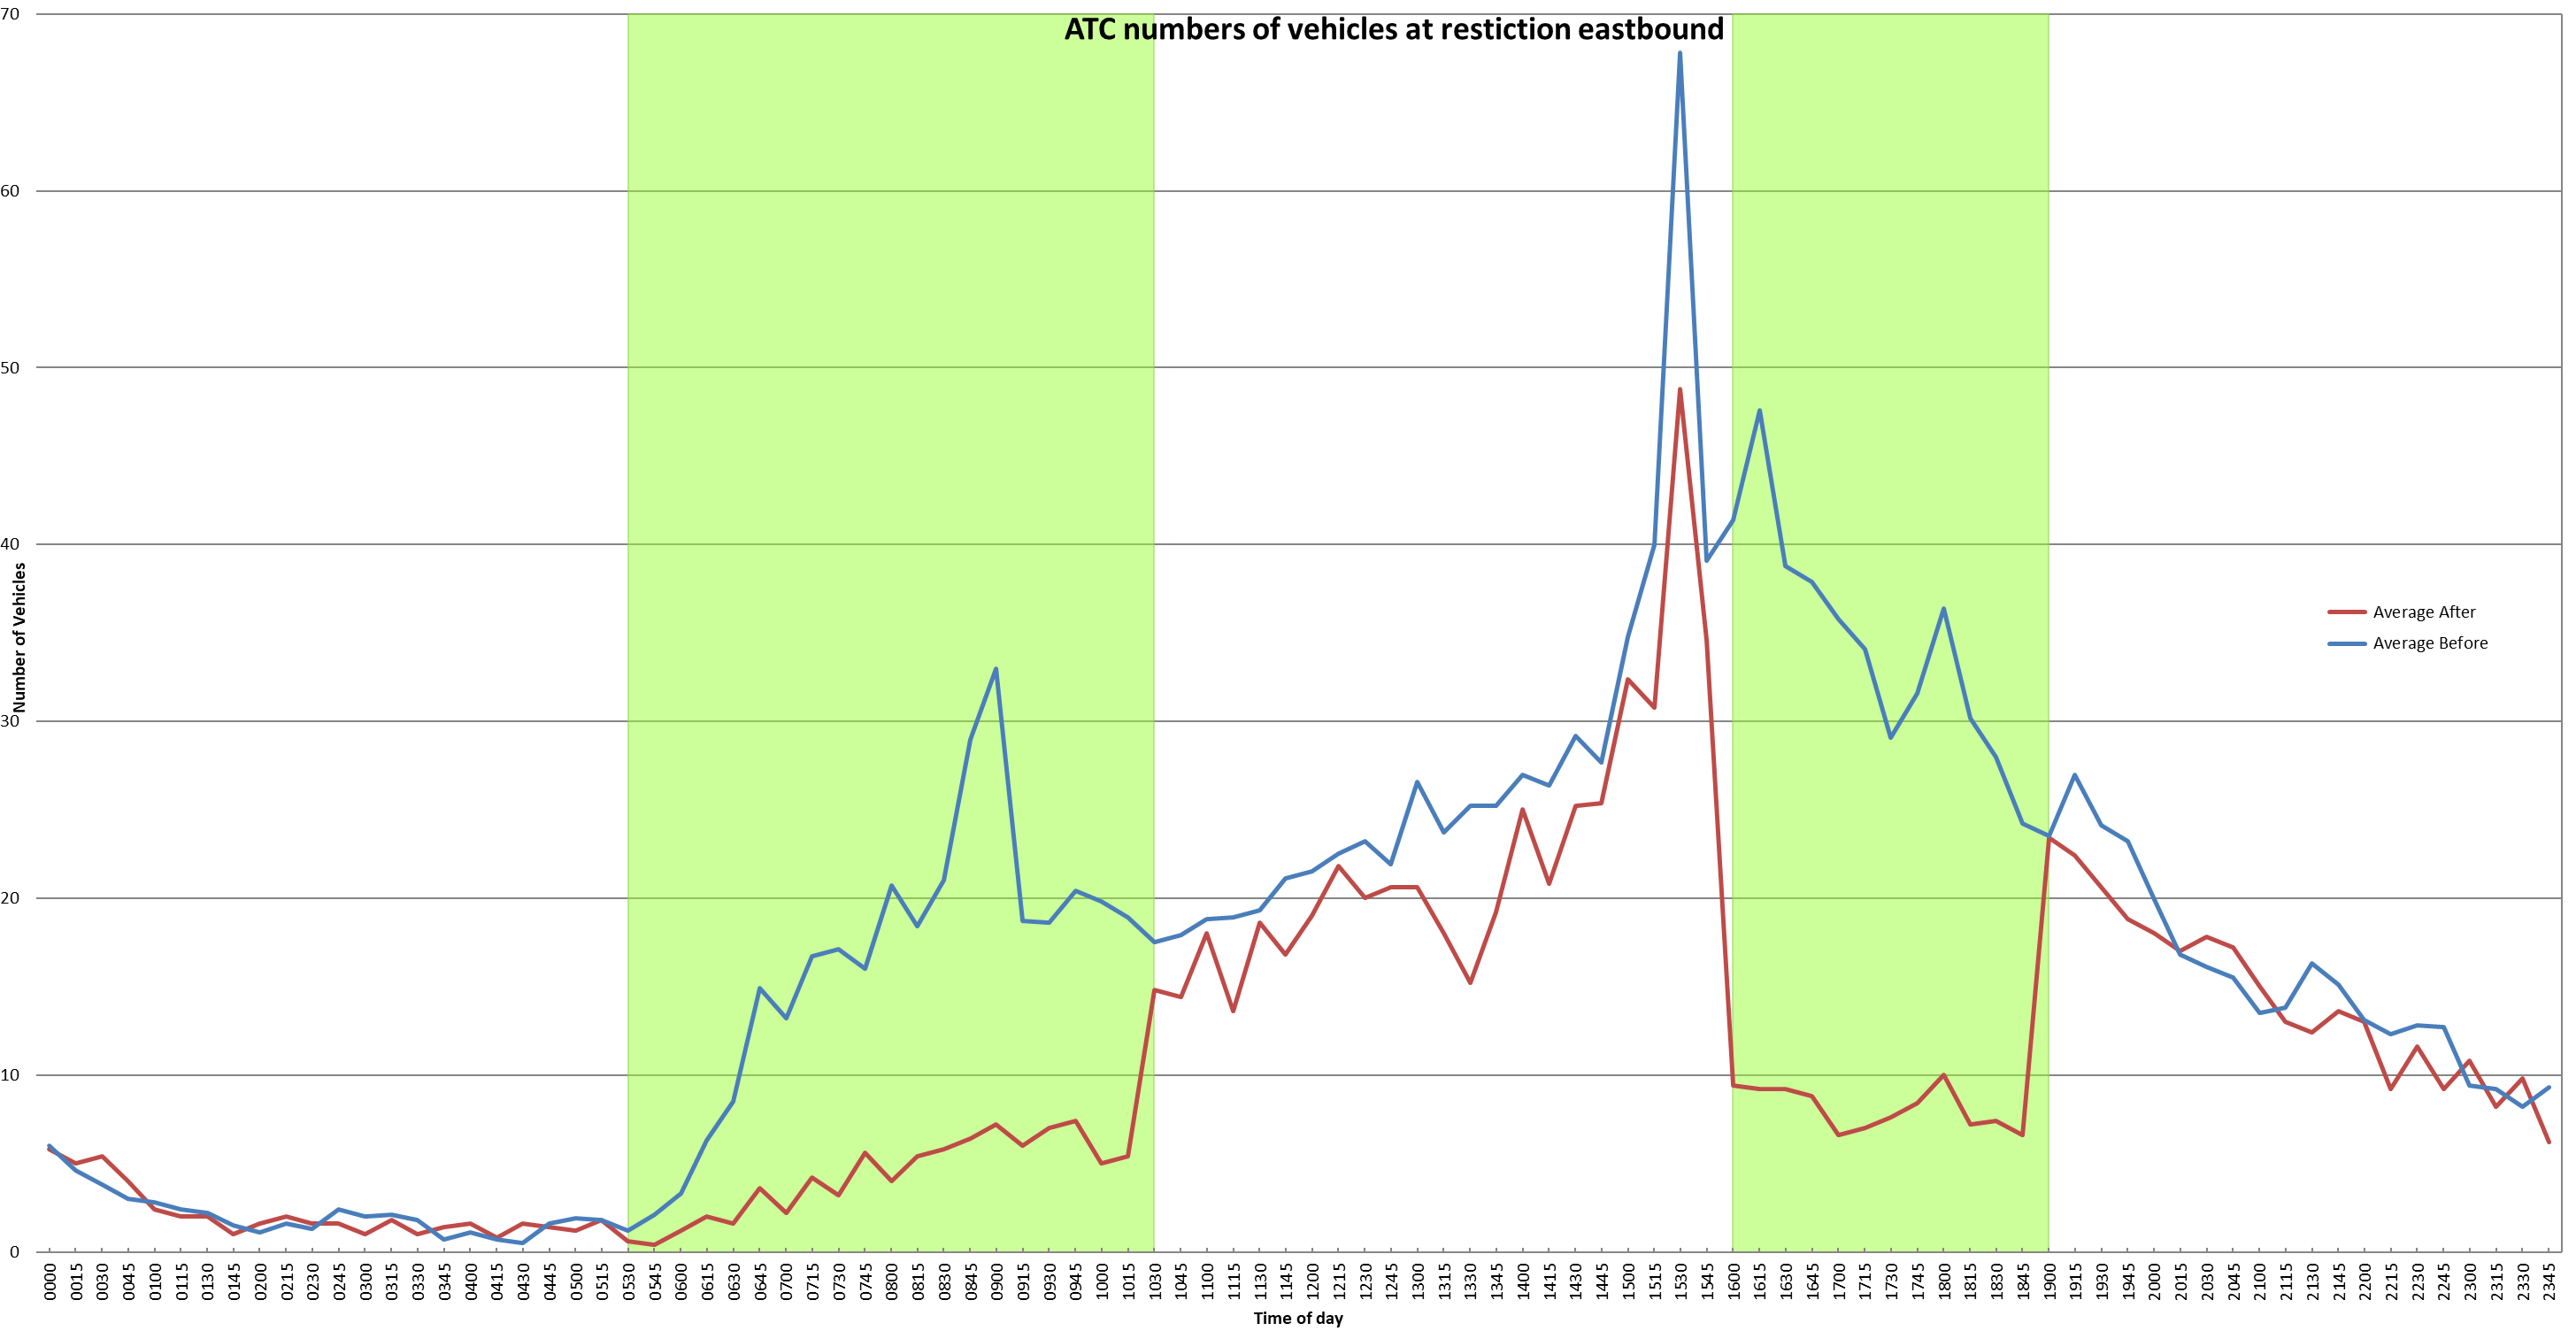 ATC numbers of vehicles at restiction eastbound
70
60
50
40
30
20
10
0
Number of Vehicles
Average After
Average Before
0000 0015 0030 0045 0100 0115 0130 0145 0200 0215 0230 0245 0300 0315 0330 0345 0400 0415 0430 0445 0500 0515 0530 0545 0600 0615 0630 0645 0700 0715 0730 0745 0800 0815 0830 0845 0900 0915 0930 0945 1000 1015 1030 1045 1100 1115 1130 1145 1200 1215 1230 1245 1300 1315 1330 1345 1400 1415 1430 1445 1500 1515 1530 1545 1600 1615 1630 1645 1700 1715 1730 1745 1800 1815 1830 1845 1900 1915 1930 1945 2000 2015 2030 2045 2100 2115 2130 2145 2200 2215 2230 2245 2300 2315 2330 2345
Time of day